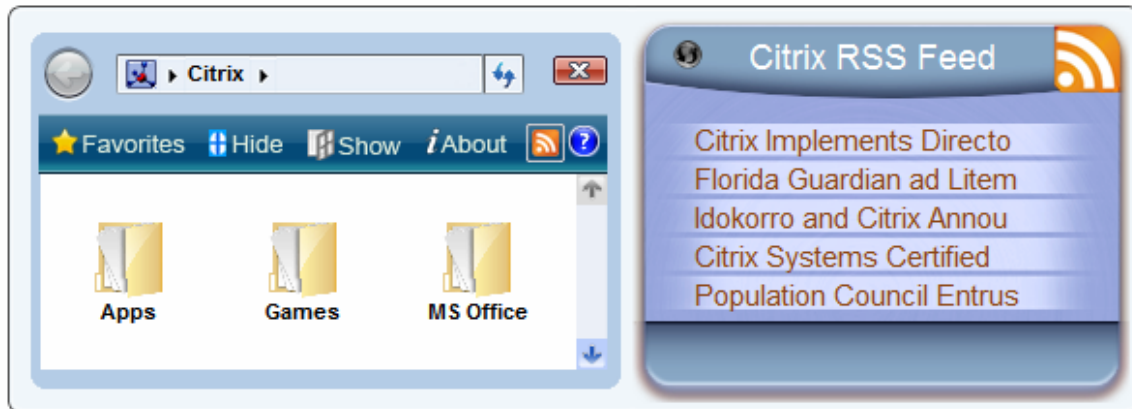 Citrix
Favorites Hide Show i About ?
Apps Games MS Office
Citrix RSS Feed
Citrix Implements Directo
Florida Guardian ad Litem
Idokorro and Citrix Annou
Citrix Systems Certified
Population Council Entrus